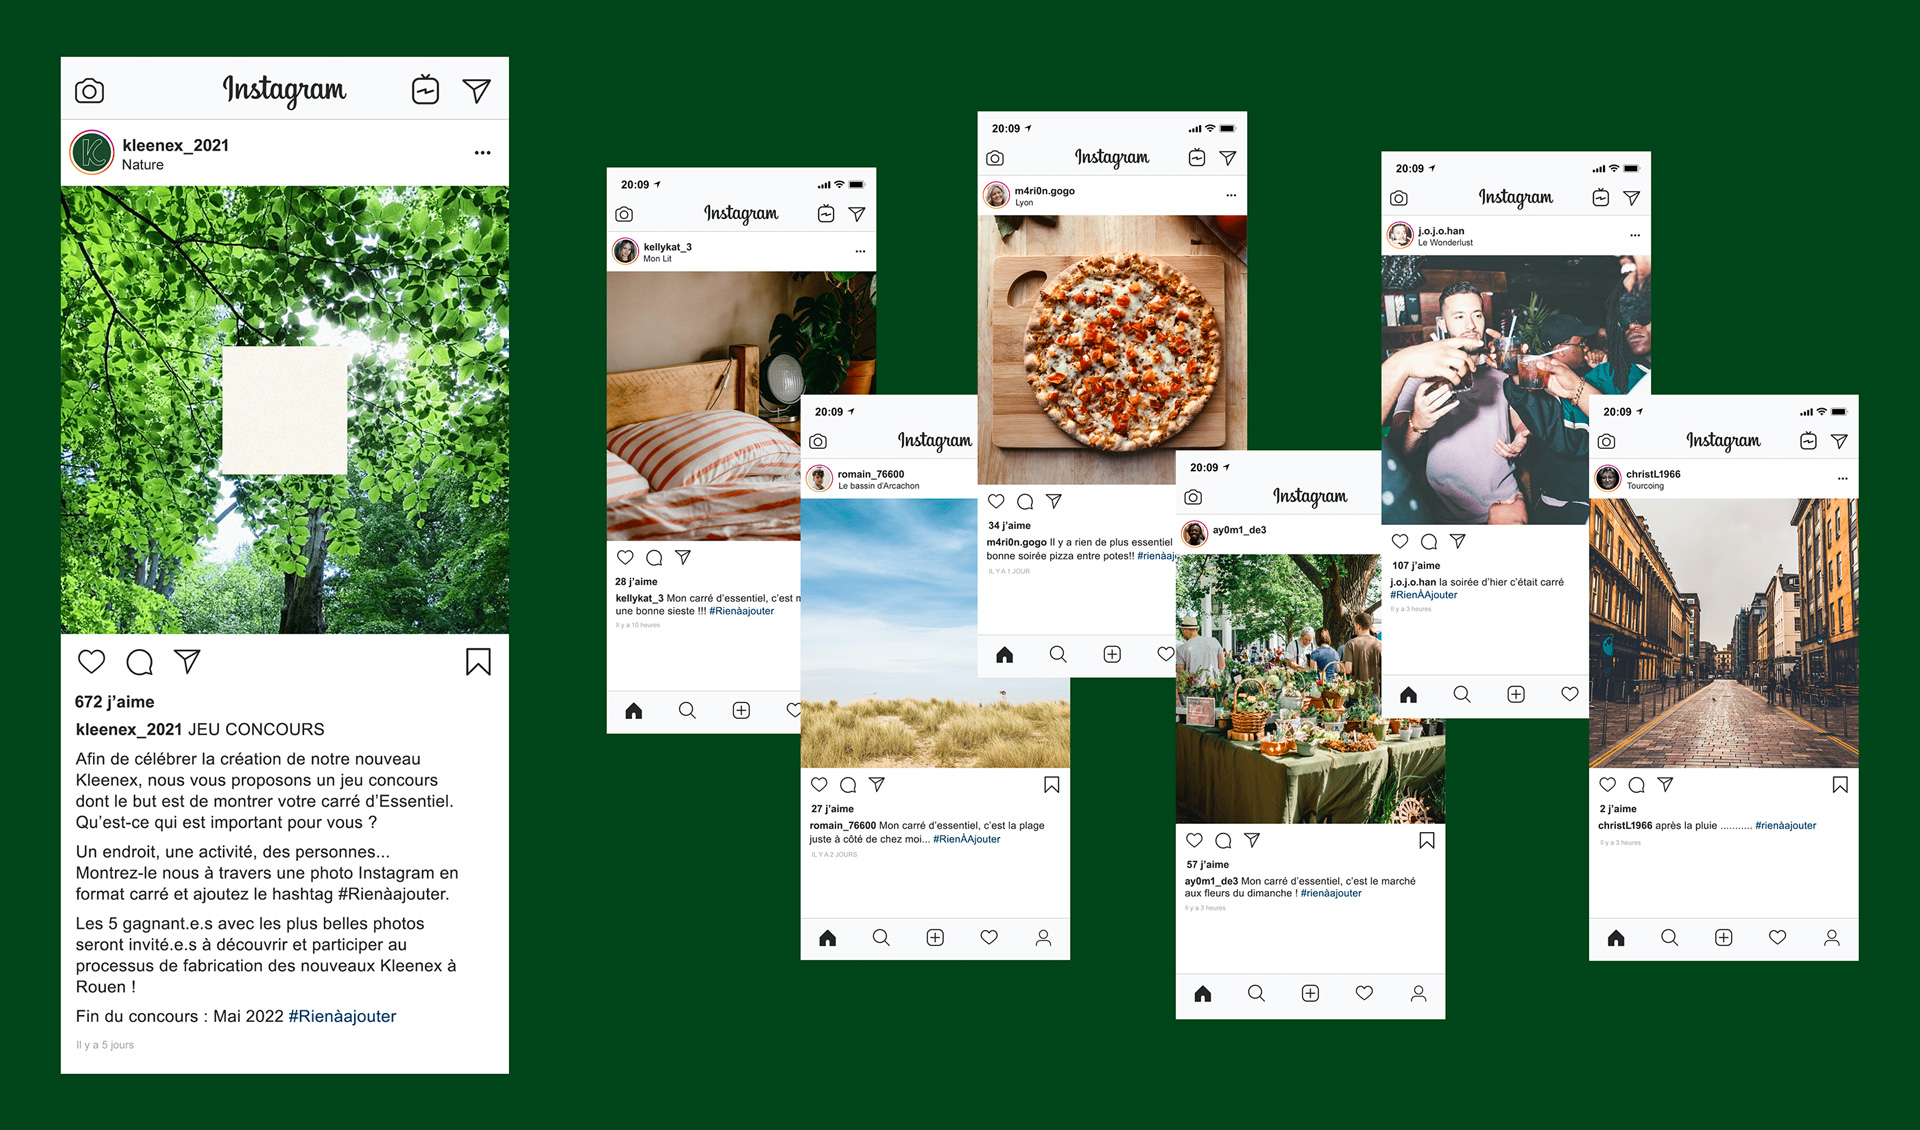 Instagram
kleenex_2021
Nature
672 j'aime
kleenex_2021 JEU CONCOURS
Afin de célébrer la création de notre nouveau
Kleenex, nous vous proposons un jeu concours
dont le but est de montrer votre carré d'Essentiel.
Qu'est-ce qui est important pour vous ?
Un endroit, une activité, des personnes...
Montrez-le nous à travers une photo Instagram en
format carré et ajoutez le hashtag #Rienàajouter.
Les 5 gagnant.e.s avec les plus belles photos
seront invité.e.s à découvrir et participer au
processus de fabrication des nouveaux Kleenex à
Rouen !
Fin du concours : Mai 2022 #Rienàajouter
Il y a 5 jours
20:09
Instagram
kellykat_3
Mon Lit
28 j'aime
kellykat_3 Mon carré d'essentiel, c'est
une bonne sieste !!! #Rienàajouter
Il y a 10 heures
20:09
Instagram
romain_76600
Le bassin d'Arcachon
27 j'aime
romain_76600 Mon carré d'essentiel, c'est la plage
juste à côté de chez moi... #RienÀAjouter
IL Y A 2 JOURS
20:09
Instagram
m4ri0n.gogo
Lyon
34 j'aime
m4ri0n.gogo Il y a rien de plus essentiel
bonne soirée pizza entre potes!! #rienàaj
IL Y A 1 JOUR
20:09
Instagram
ay0m1_de3
57 j'aime
ay0m1_de3 Mon carré d'essentiel, c'est le marché
aux fleurs du dimanche ! #rienàajouter
Il y a 3 heures
20:09
Instagram
j.o.j.o.han
Le Wonderlust
107 j'aime
j.o.j.o.han la soirée d'hier c'était carré
#RienÀAjouter
Il y a 3 heures
20:09
Instagram
christL1966
Tourcoing
2 j'aime
christL1966 après la pluie ........... #rienàajouter
Il y a 3 heures